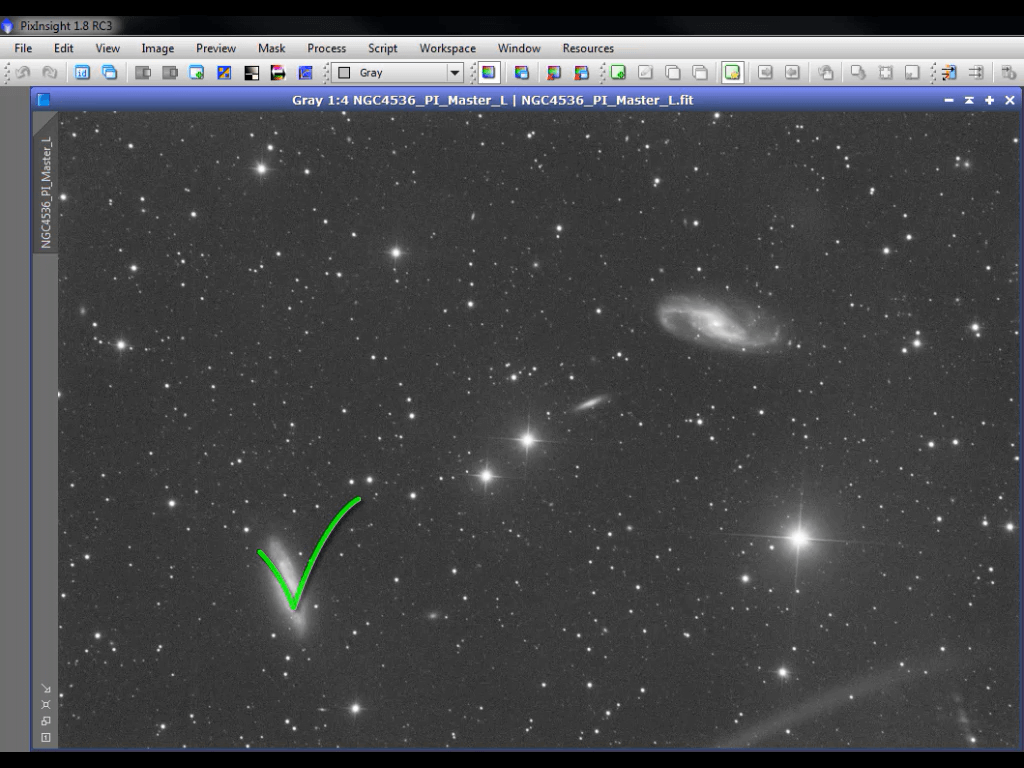 PixInsight 1.8 RC3
File Edit View Image Preview Mask Process Script Workspace Window Resources
Gray
Gray 1:4 NGC4536_PI_Master_L | NGC4536_PI_Master_L.fit
NGC4536_PI_Master_L